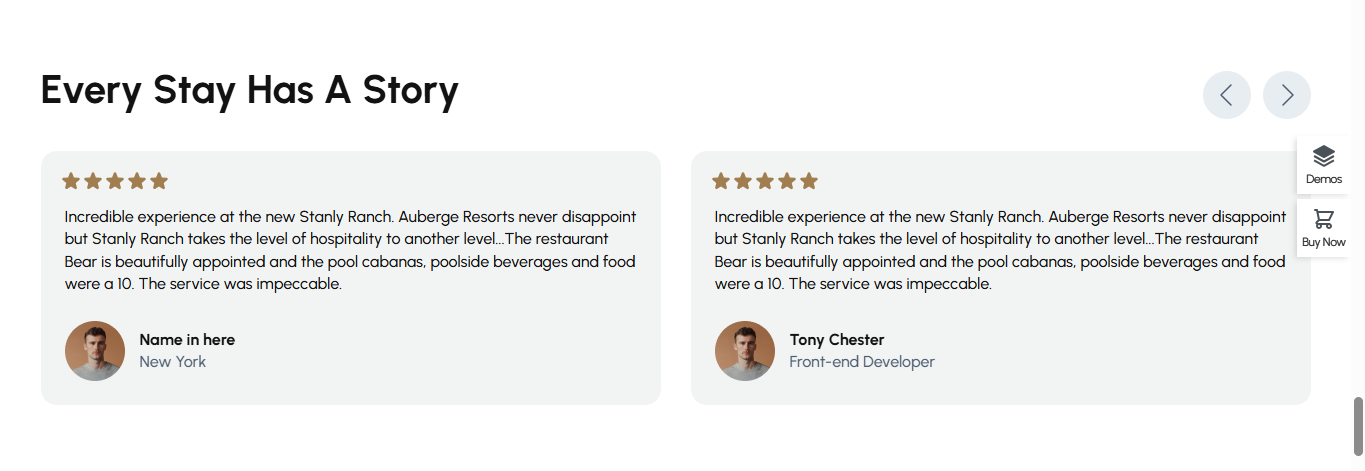 Every Stay Has A Story
Demos
Buy Now
Incredible experience at the new Stanly Ranch. Auberge Resorts never disappoint
but Stanly Ranch takes the level of hospitality to another level...The restaurant
Bear is beautifully appointed and the pool cabanas, poolside beverages and food
were a 10. The service was impeccable.
Name in here
New York
Incredible experience at the new Stanly Ranch. Auberge Resorts never disappoint
but Stanly Ranch takes the level of hospitality to another level...The restaurant
Bear is beautifully appointed and the pool cabanas, poolside beverages and food
were a 10. The service was impeccable.
Tony Chester
Front-end Developer